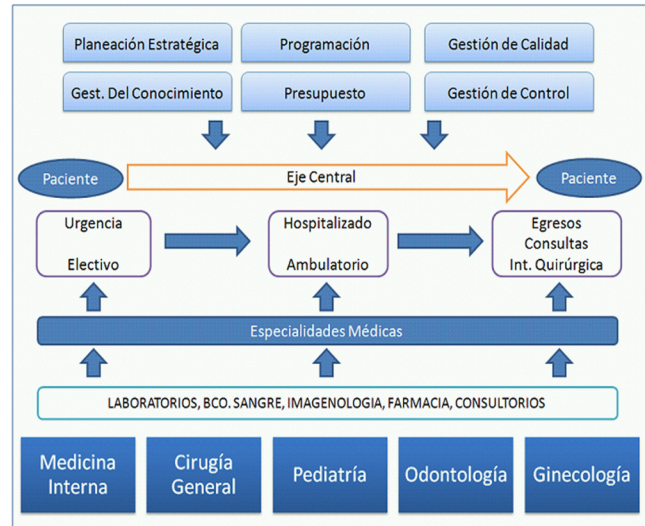 Planeación Estratégica
Programación
Gestión de Calidad
Gest. Del Conocimiento
Presupuesto
Gestión de Control
Paciente
Eje Central
Paciente
Urgencia
Electivo
Hospitalizado
Ambulatorio
Egresos
Consultas
Int. Quirúrgica
Especialidades Médicas
LABORATORIOS, BCO. SANGRE, IMAGENOLOGIA, FARMACIA, CONSULTORIOS
Medicina
Interna
Cirugía
General
Pediatría
Odontología
Ginecología